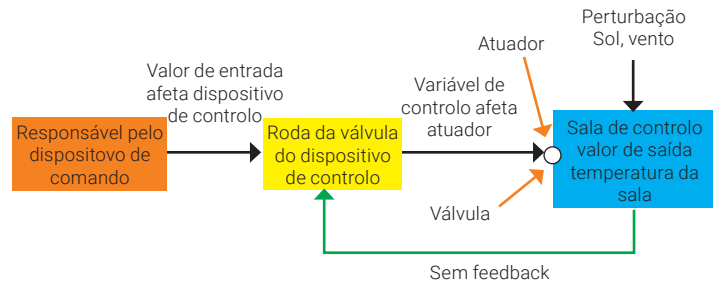 Perturbação
Sol, vento
Atuador
Valor de entrada
afeta dispositivo
de controlo
Variável de
controlo afeta
atuador
Responsável pelo
dispositovo de
comando
Roda da válvula
do dispositivo
de controlo
Sala de controlo
valor de saída
temperatura da
sala
Válvula
Sem feedback